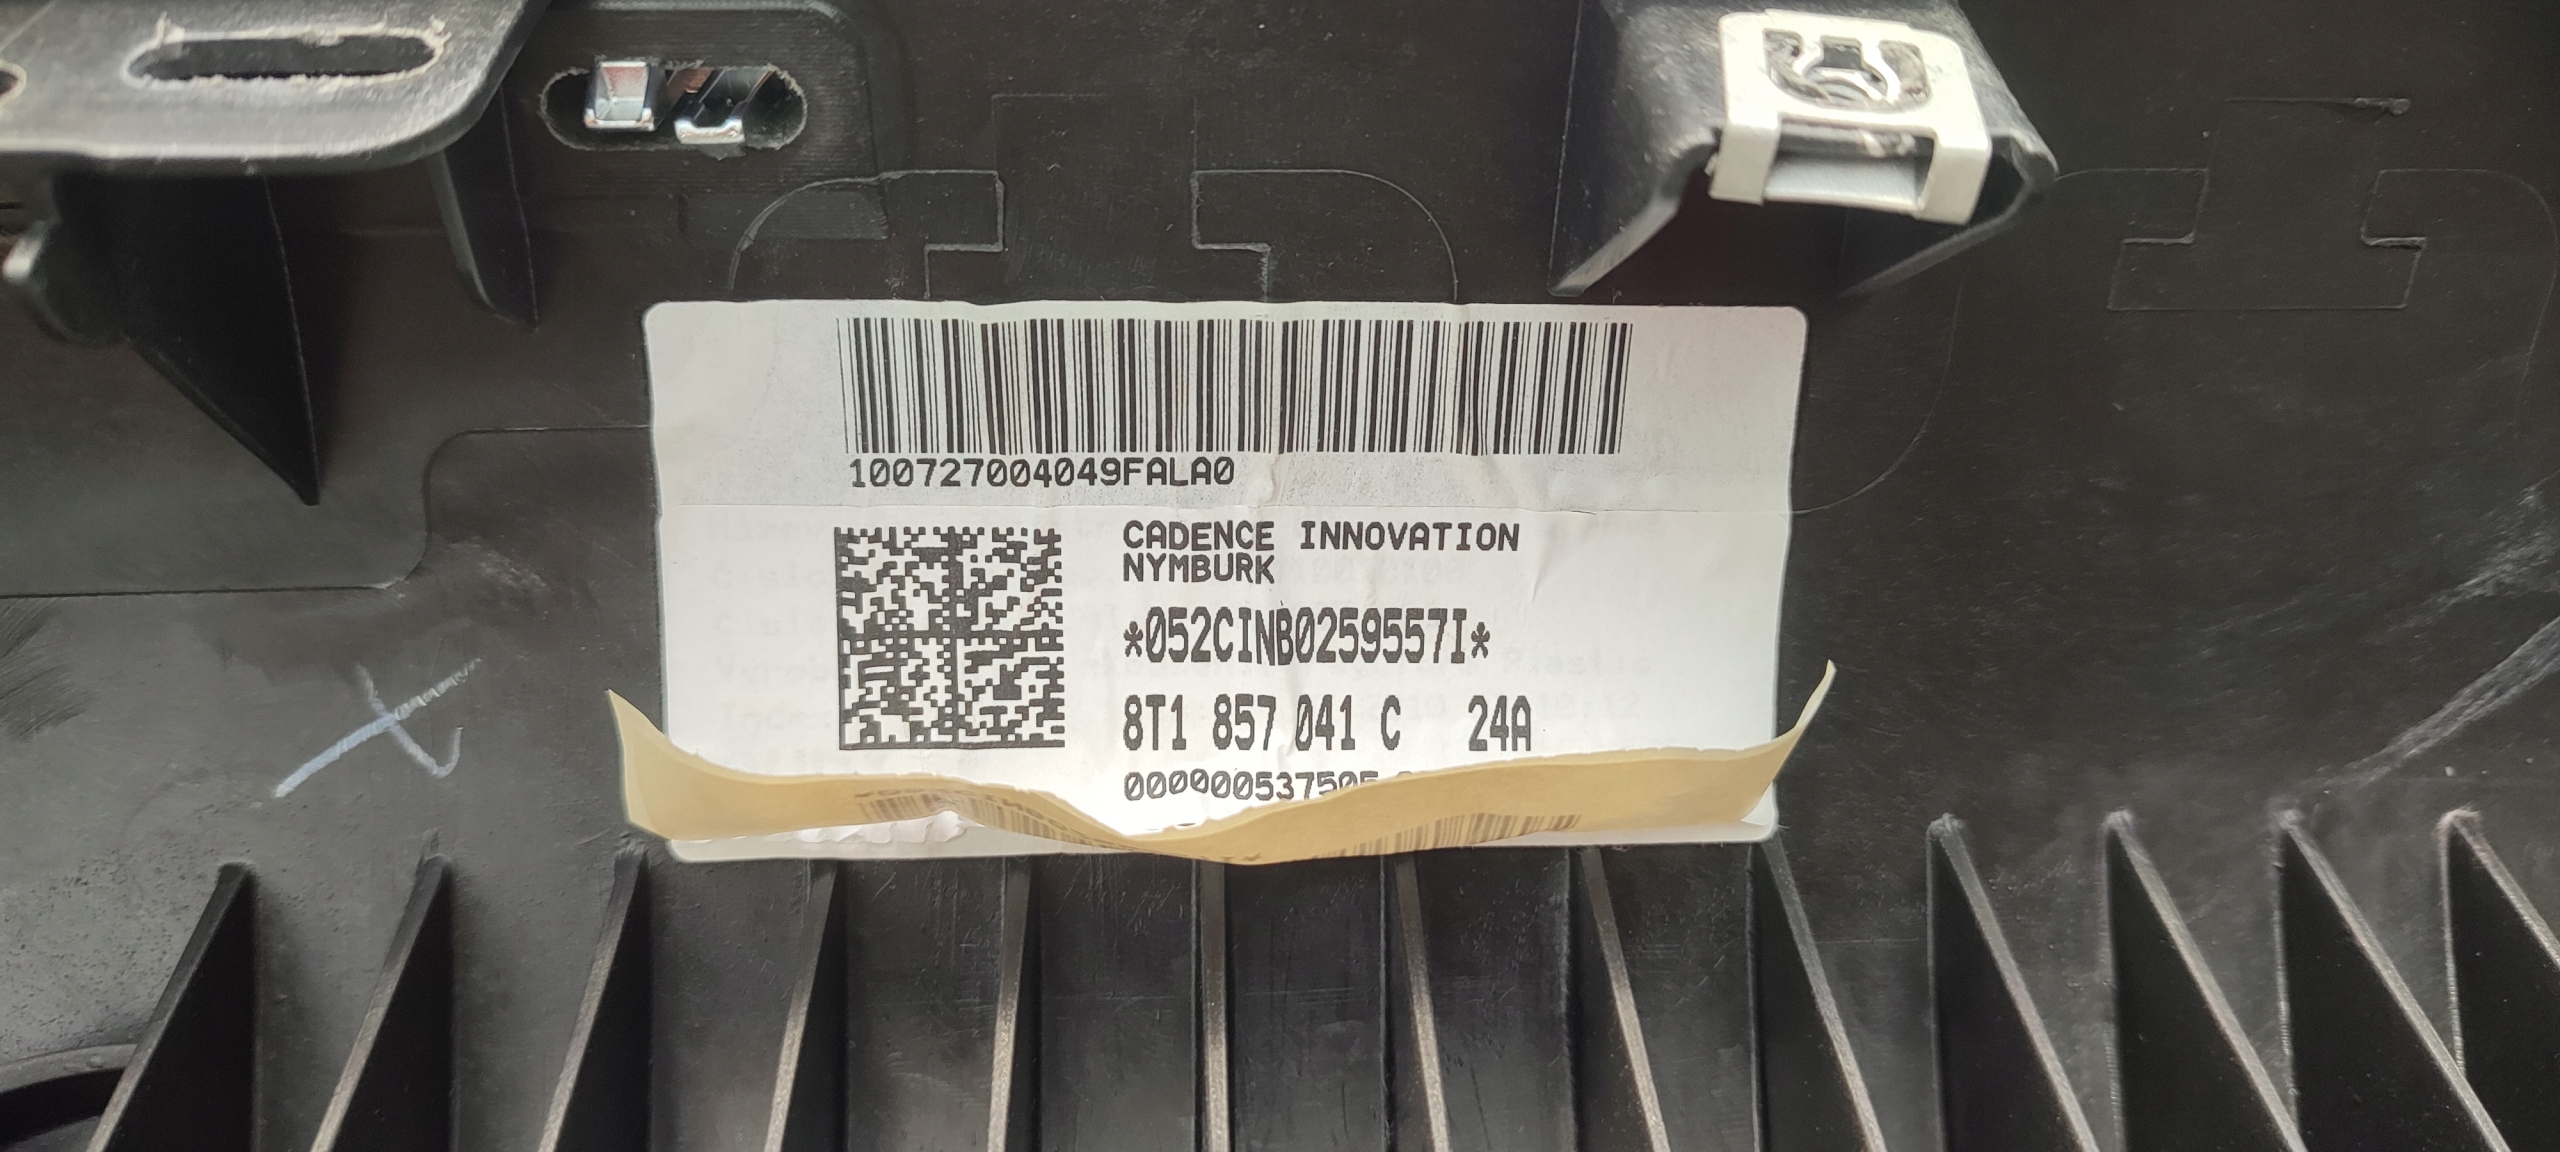 100727004049FALA0
CADENCE INNOVATION
NYMBURK
*052CINB0259557I*
8T1 857 041 C 24A